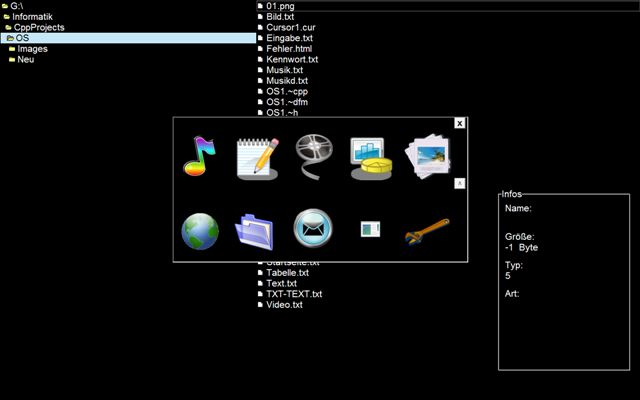 G:\
Informatik
CppProjects
OS
Images
Neu
01.png
Bild.txt
Cursor1.cur
Eingabe.txt
Fehler.html
Kennwort.txt
Musik.txt
Musikd.txt
OS1.~cpp
OS1.~dfm
OS1.~h
x
Startseite.txt
Tabelle.txt
Text.txt
TXT-TEXT.txt
Video.txt
Infos
Name:
Größe:
-1 Byte
Typ:
5
Art: